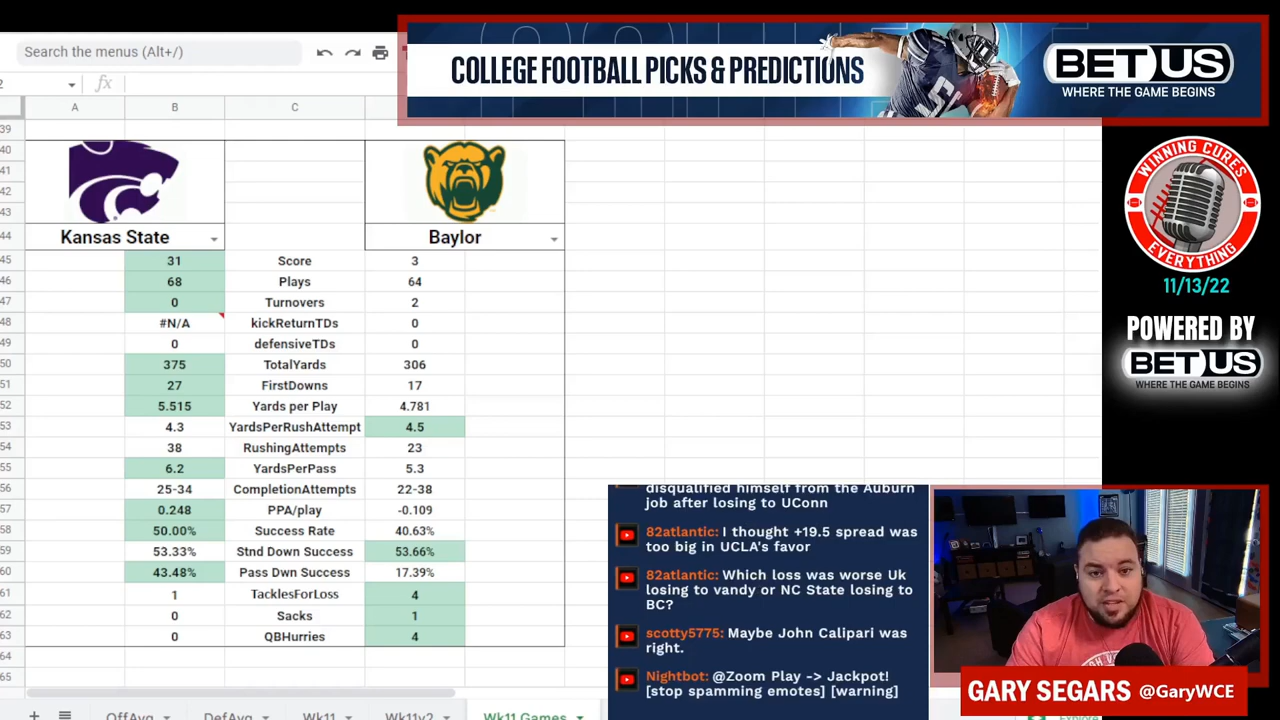 COLLEGE FOOTBALL PICKS & PREDICTIONS
BETUS
WHERE THE GAME BEGINS
Search the menus (Alt+/)
fx
A B C
39
40
41
42
43
44 Kansas State Baylor
45 31 Score 3
46 68 Plays 64
47 0 Turnovers 2
48 #N/A kickReturnTDs 0
49 0 defensiveTDs 0
50 375 TotalYards 306
51 27 FirstDowns 17
52 5.515 Yards per Play 4.781
53 4.3 YardsPerRushAttempt 4.5
54 38 RushingAttempts 23
55 6.2 YardsPerPass 5.3
56 25-34 CompletionAttempts 22-38
57 0.248 PPA/play -0.109
58 50.00% Success Rate 40.63%
59 53.33% Stnd Down Success 53.66%
60 43.48% Pass Dwn Success 17.39%
61 1 TacklesForLoss 4
62 0 Sacks 1
63 0 QBHurries 4
64
65
OffAvg DefAvg Wk11 Wk11v2 Wk11 Games
Explore
WINNING CURES
EVERYTHING
11/13/22
POWERED BY
BETUS
WHERE THE GAME BEGINS
disqualified himself from the Auburn
job after losing to UConn
82atlantic: I thought +19.5 spread was
too big in UCLA's favor
82atlantic: Which loss was worse Uk
losing to vandy or NC State losing to
BC?
scotty5775: Maybe John Calipari was
right.
Nightbot: @Zoom Play -> Jackpot!
[stop spamming emotes] [warning]
GARY SEGARS @GaryWCE